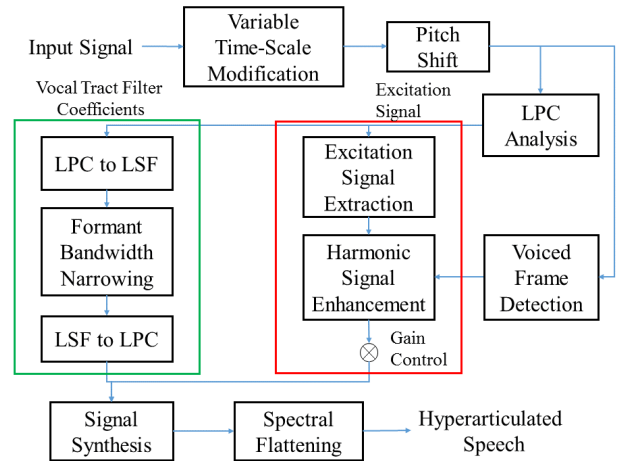 Input Signal
Variable
Time-Scale
Modification
Pitch
Shift
Vocal Tract Filter
Coefficients
Excitation
Signal
LPC
Analysis
LPC to LSF
Formant
Bandwidth
Narrowing
LSF to LPC
Excitation
Signal
Extraction
Harmonic
Signal
Enhancement
Voiced
Frame
Detection
Gain
Control
Signal
Synthesis
Spectral
Flattening
Hyperarticulated
Speech